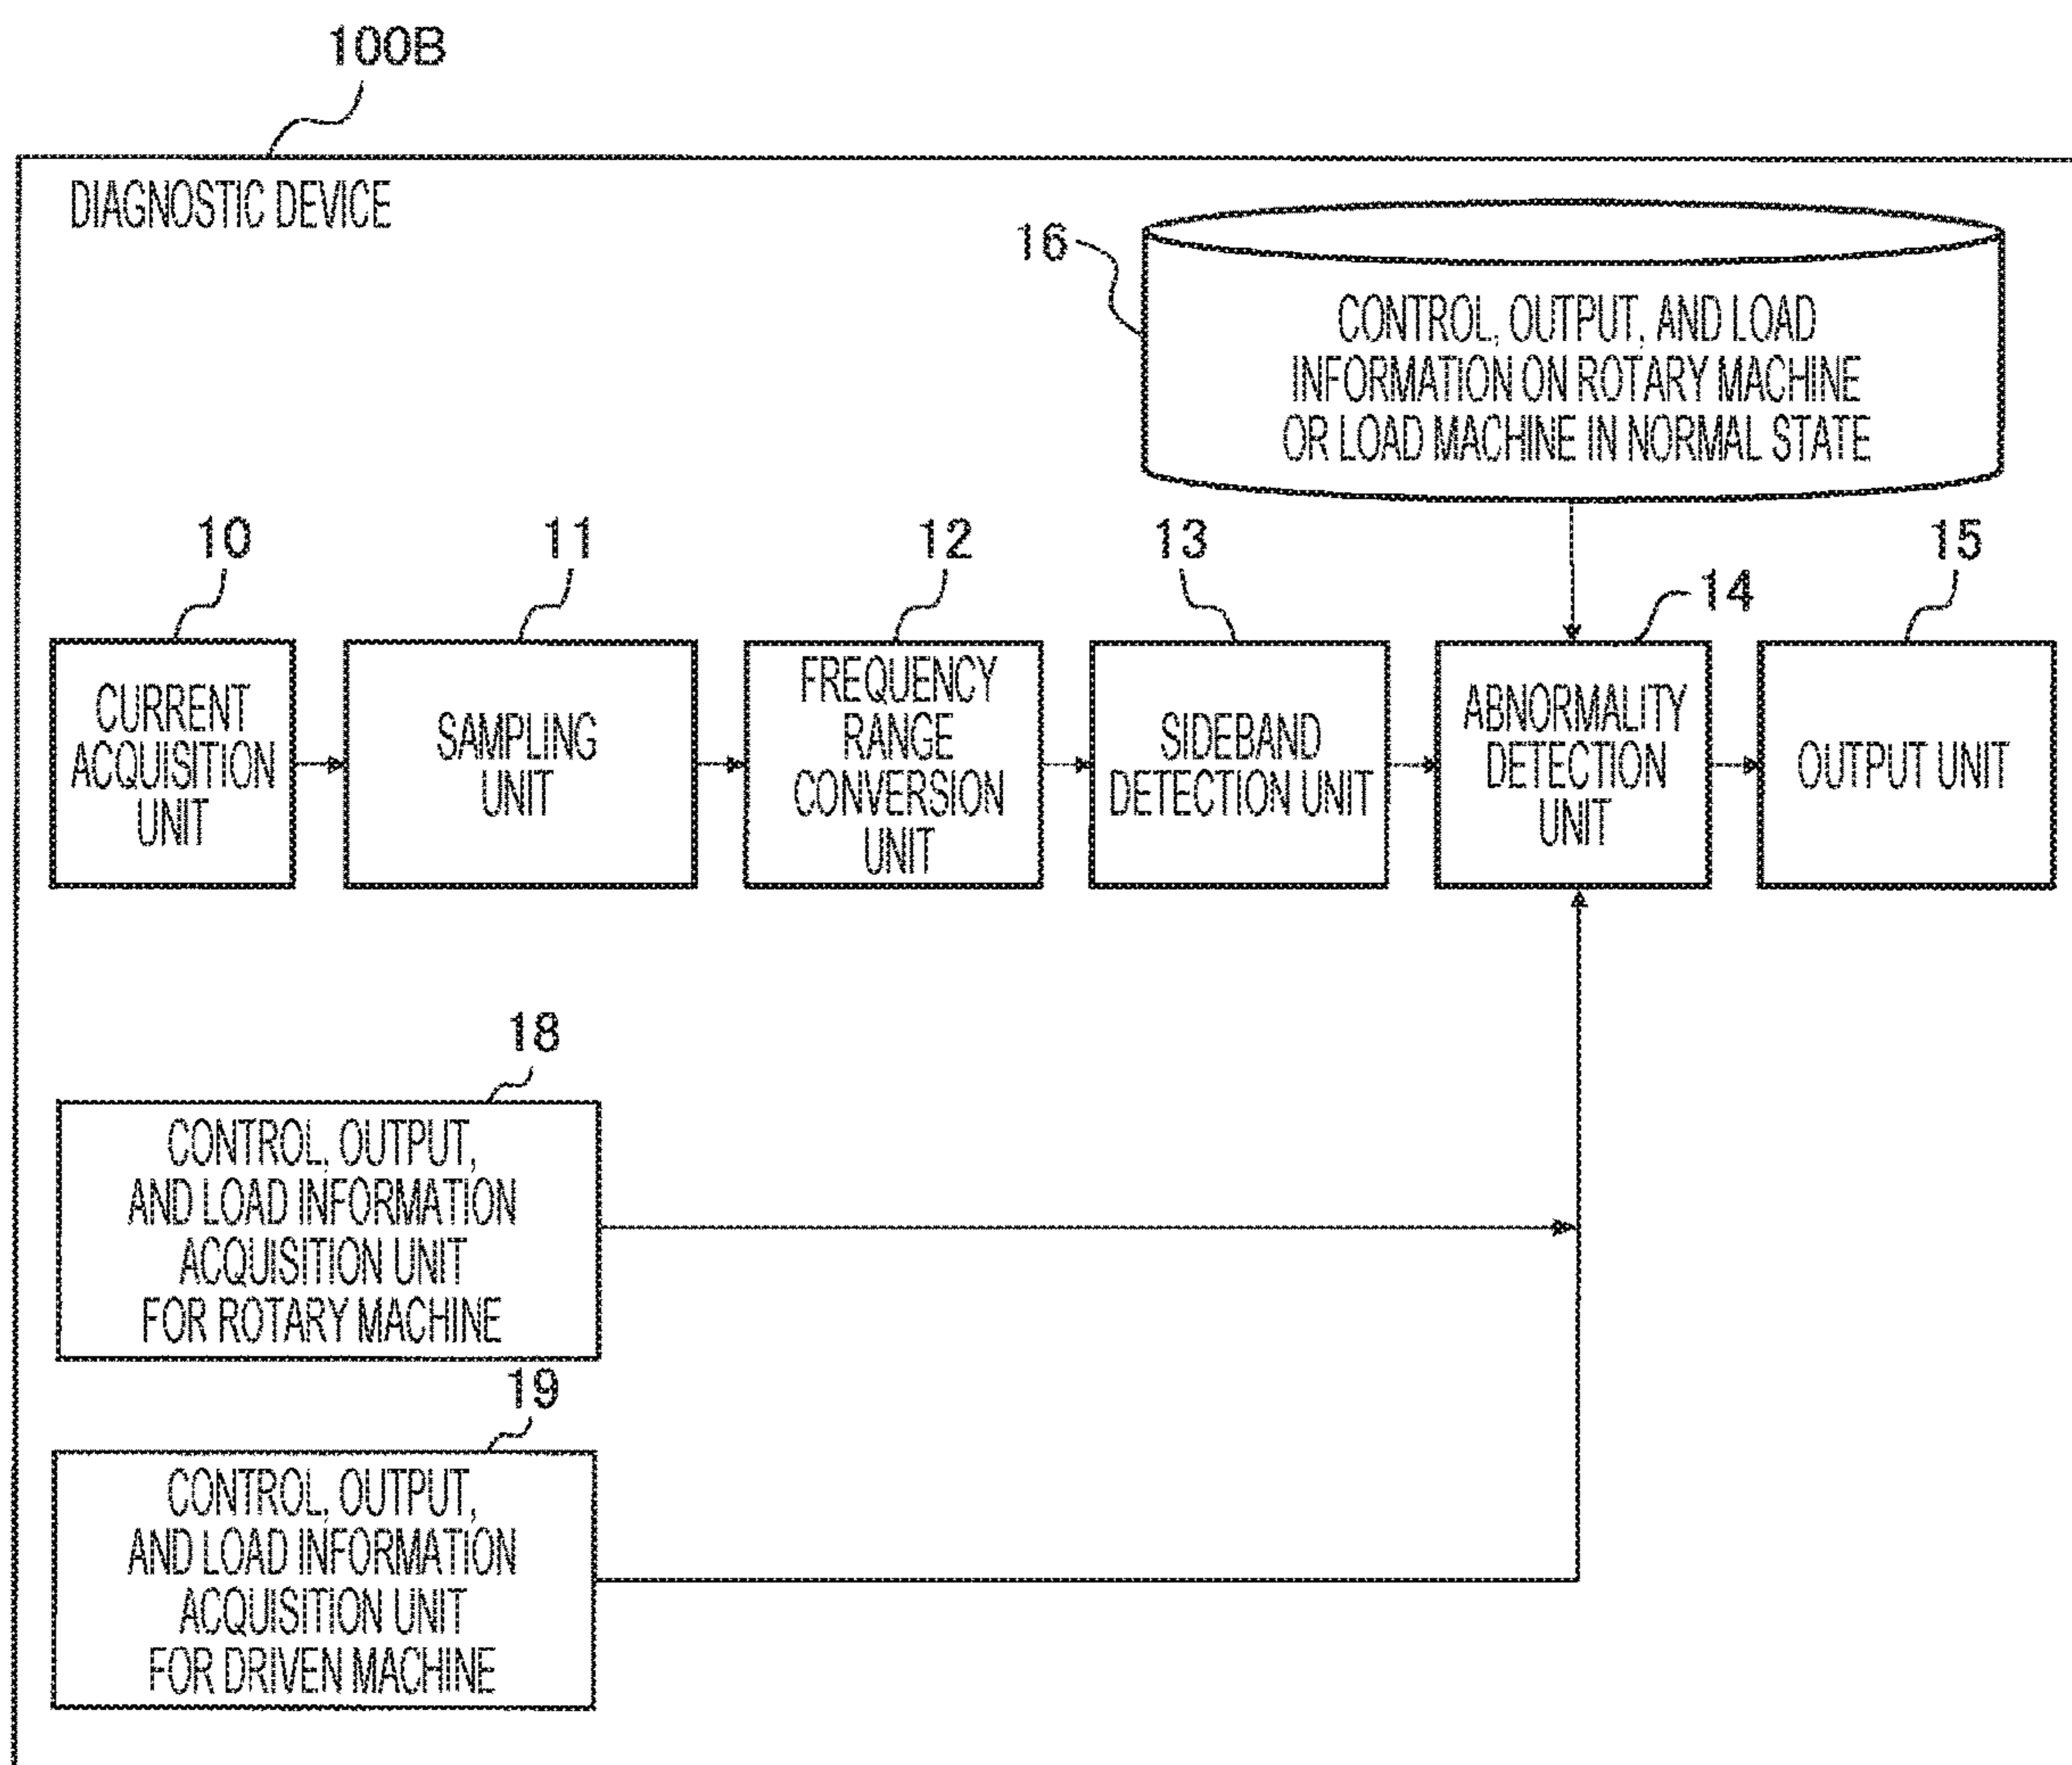 100B
DIAGNOSTIC DEVICE
16
CONTROL, OUTPUT, AND LOAD
INFORMATION ON ROTARY MACHINE
OR LOAD MACHINE IN NORMAL STATE
10
11
12
13
14
15
CURRENT
ACQUISITION
UNIT
SAMPLING
UNIT
FREQUENCY
RANGE
CONVERSION
UNIT
SIDEBAND
DETECTION UNIT
ABNORMALITY
DETECTION
UNIT
OUTPUT UNIT
18
CONTROL, OUTPUT,
AND LOAD INFORMATION
ACQUISITION UNIT
FOR ROTARY MACHINE
19
CONTROL, OUTPUT,
AND LOAD INFORMATION
ACQUISITION UNIT
FOR DRIVEN MACHINE